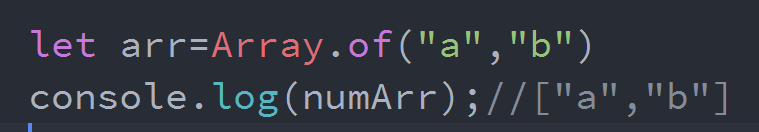 let arr=Array.of("a","b")
console.log(numArr);//["a","b"]